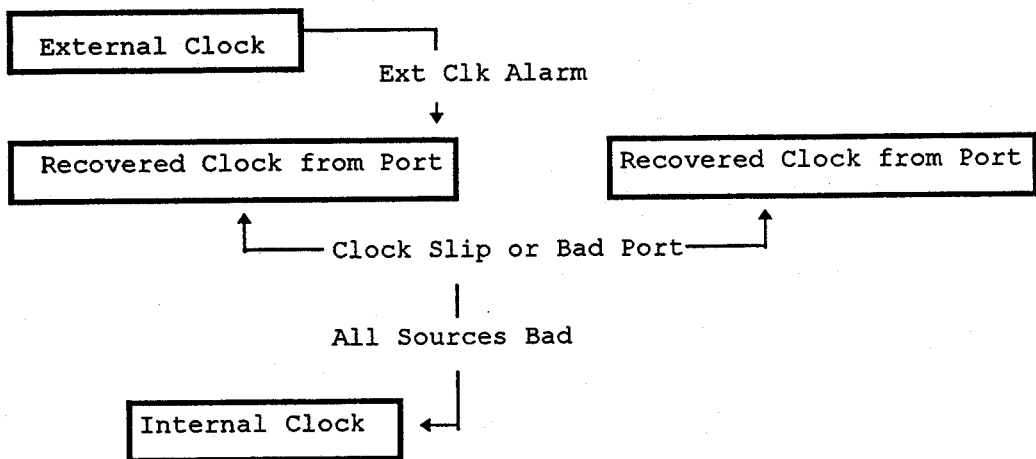 External Clock
Ext Clk Alarm
Recovered Clock from Port
Recovered Clock from Port
Clock Slip or Bad Port
All Sources Bad
Internal Clock